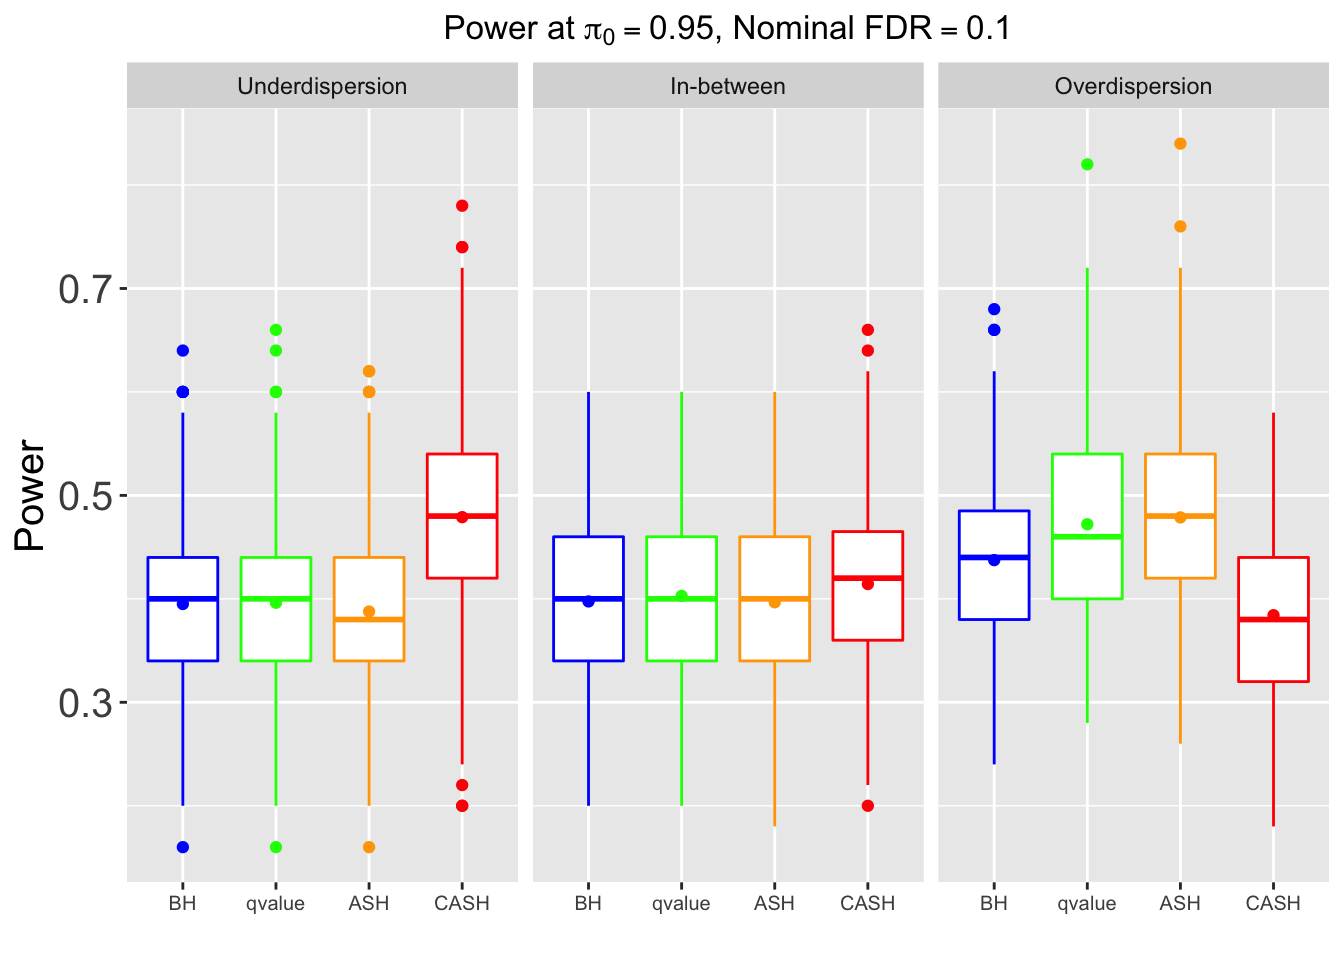 Power at π₀ = 0.95, Nominal FDR = 0.1
Underdispersion
In-between
Overdispersion
Power
0.7
0.5
0.3
BH qvalue ASH CASH
BH qvalue ASH CASH
BH qvalue ASH CASH